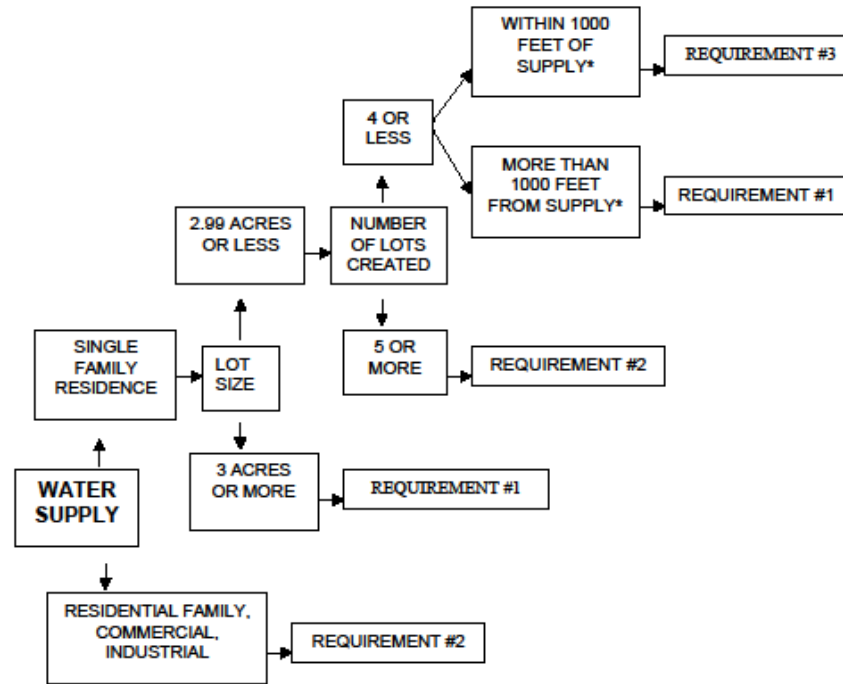 WITHIN 1000
FEET OF
SUPPLY*
REQUIREMENT #3
4 OR
LESS
MORE THAN
1000 FEET
FROM SUPPLY*
REQUIREMENT #1
2.99 ACRES
OR LESS
NUMBER
OF LOTS
CREATED
SINGLE
FAMILY
RESIDENCE
LOT
SIZE
5 OR
MORE
REQUIREMENT #2
3 ACRES
OR MORE
REQUIREMENT #1
WATER
SUPPLY
RESIDENTIAL FAMILY,
COMMERCIAL,
INDUSTRIAL
REQUIREMENT #2